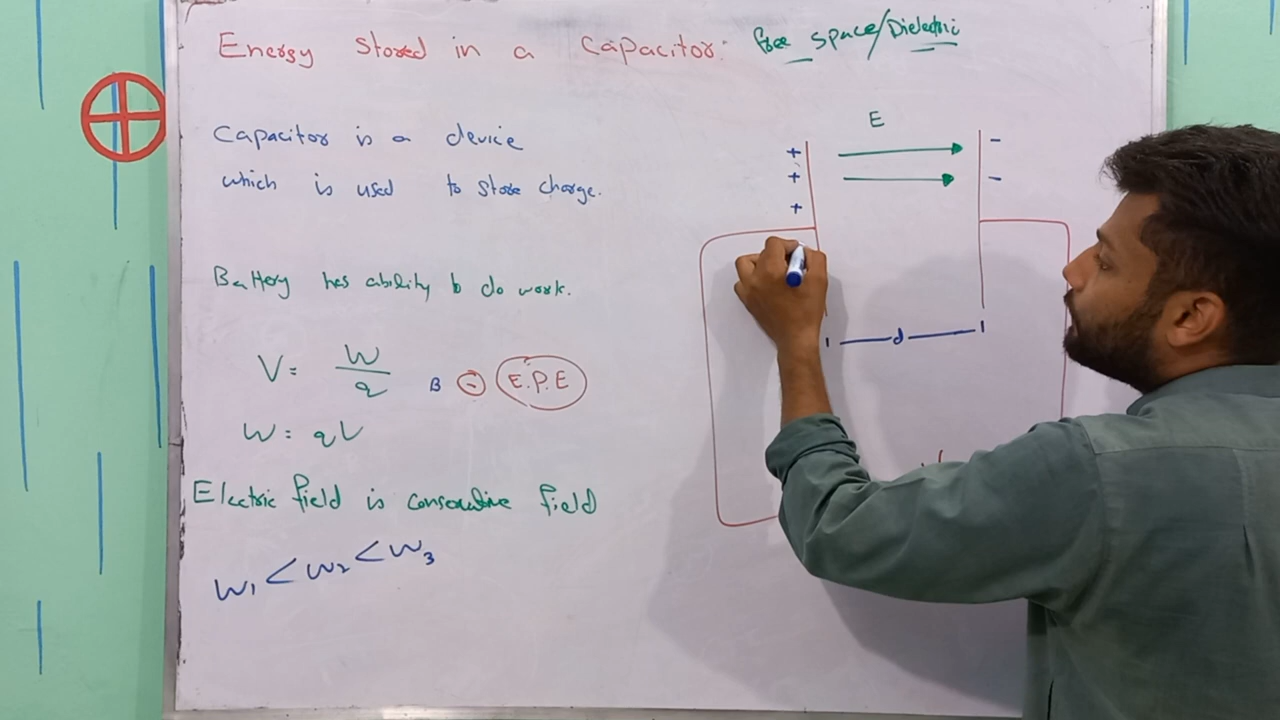 Energy Stored in a Capacitor: free space/Dielectric
Capacitor is a device
which is used to store charge.
Battery has ability to do work.
V = W/q B - E.P.E
W = qV
Electric field is conservative field
W1 < W2 < W3
E
+ -
+ -
+
d